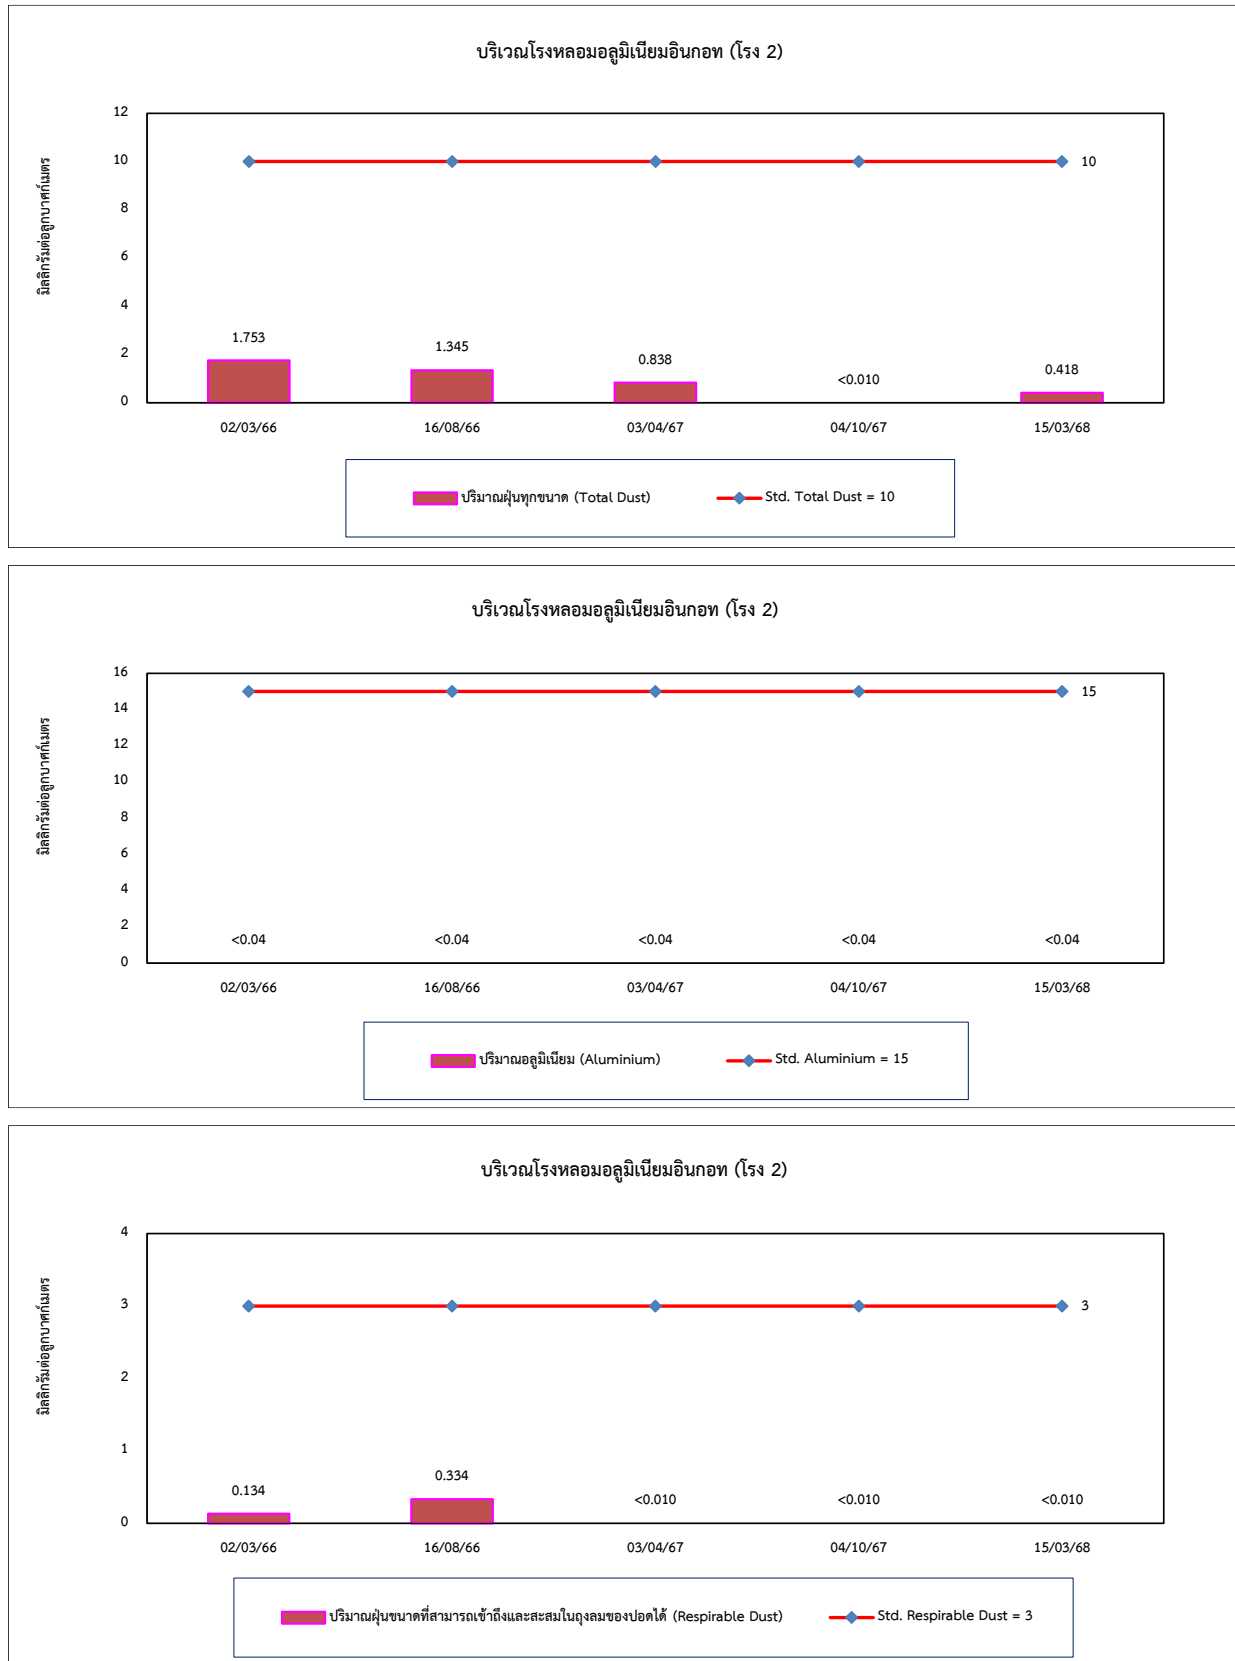 บริเวณโรงหลอมอลูมิเนียมอินกอท (โรง 2)
มิลลิกรัมต่อลูกบาศก์เมตร
12
10
8
6
4
2
0
10
1.753
1.345
0.838
<0.010
0.418
02/03/66 16/08/66 03/04/67 04/10/67 15/03/68
ปริมาณฝุ่นทุกขนาด (Total Dust) Std. Total Dust = 10
บริเวณโรงหลอมอลูมิเนียมอินกอท (โรง 2)
มิลลิกรัมต่อลูกบาศก์เมตร
16
14
12
10
8
6
4
2
0
15
<0.04 <0.04 <0.04 <0.04 <0.04
02/03/66 16/08/66 03/04/67 04/10/67 15/03/68
ปริมาณอลูมิเนียม (Aluminium) Std. Aluminium = 15
บริเวณโรงหลอมอลูมิเนียมอินกอท (โรง 2)
มิลลิกรัมต่อลูกบาศก์เมตร
4
3
2
1
0
3
0.134
0.334
<0.010 <0.010 <0.010
02/03/66 16/08/66 03/04/67 04/10/67 15/03/68
ปริมาณฝุ่นขนาดที่สามารถเข้าถึงและสะสมในถุงลมของปอดได้ (Respirable Dust) Std. Respirable Dust = 3